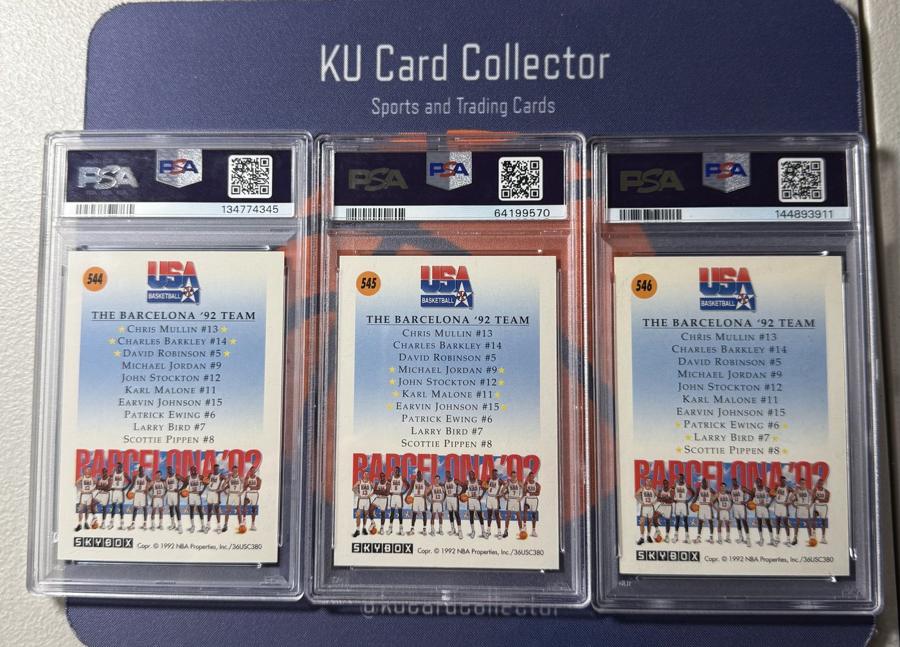 KU Card Collector
Sports and Trading Cards
PSA
PSA
134774345
544
USA
BASKETBALL
THE BARCELONA '92 TEAM
CHRIS MULLIN #13
CHARLES BARKLEY #14
DAVID ROBINSON #5
MICHAEL JORDAN #9
JOHN STOCKTON #12
KARL MALONE #11
EARVIN JOHNSON #15
PATRICK EWING #6
LARRY BIRD #7
SCOTTIE PIPPEN #8
BARCELONA '92
SKYBOX Copr. © 1992 NBA Properties, Inc./36USC380
PSA
PSA
64199570
545
USA
BASKETBALL
THE BARCELONA '92 TEAM
CHRIS MULLIN #13
CHARLES BARKLEY #14
DAVID ROBINSON #5
MICHAEL JORDAN #9
JOHN STOCKTON #12
KARL MALONE #11
EARVIN JOHNSON #15
PATRICK EWING #6
LARRY BIRD #7
SCOTTIE PIPPEN #8
BARCELONA '92
SKYBOX Copr. © 1992 NBA Properties, Inc./36USC380
PSA
PSA
144893911
546
USA
BASKETBALL
THE BARCELONA '92 TEAM
CHRIS MULLIN #13
CHARLES BARKLEY #14
DAVID ROBINSON #5
MICHAEL JORDAN #9
JOHN STOCKTON #12
KARL MALONE #11
EARVIN JOHNSON #15
PATRICK EWING #6
LARRY BIRD #7
SCOTTIE PIPPEN #8
BARCELONA '92
SKYBOX Copr. © 1992 NBA Properties, Inc./36USC380
@KUCardCollector